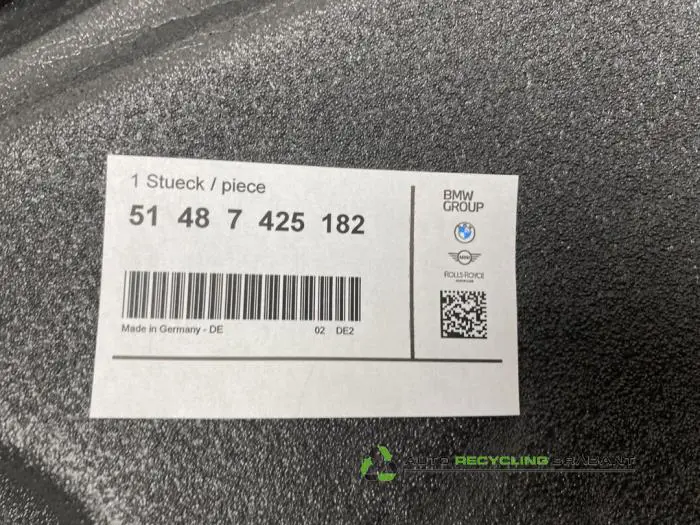 1 Stueck / piece
51 48 7 425 182
Made in Germany - DE 02 DE2
BMW
GROUP
MINI
ROLLS-ROYCE
AUTO RECYCLING BRABANT